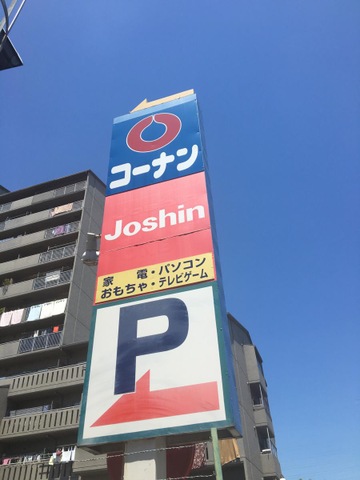 コーナン
Joshin
家電・パソコン
おもちゃ・テレビゲーム
P